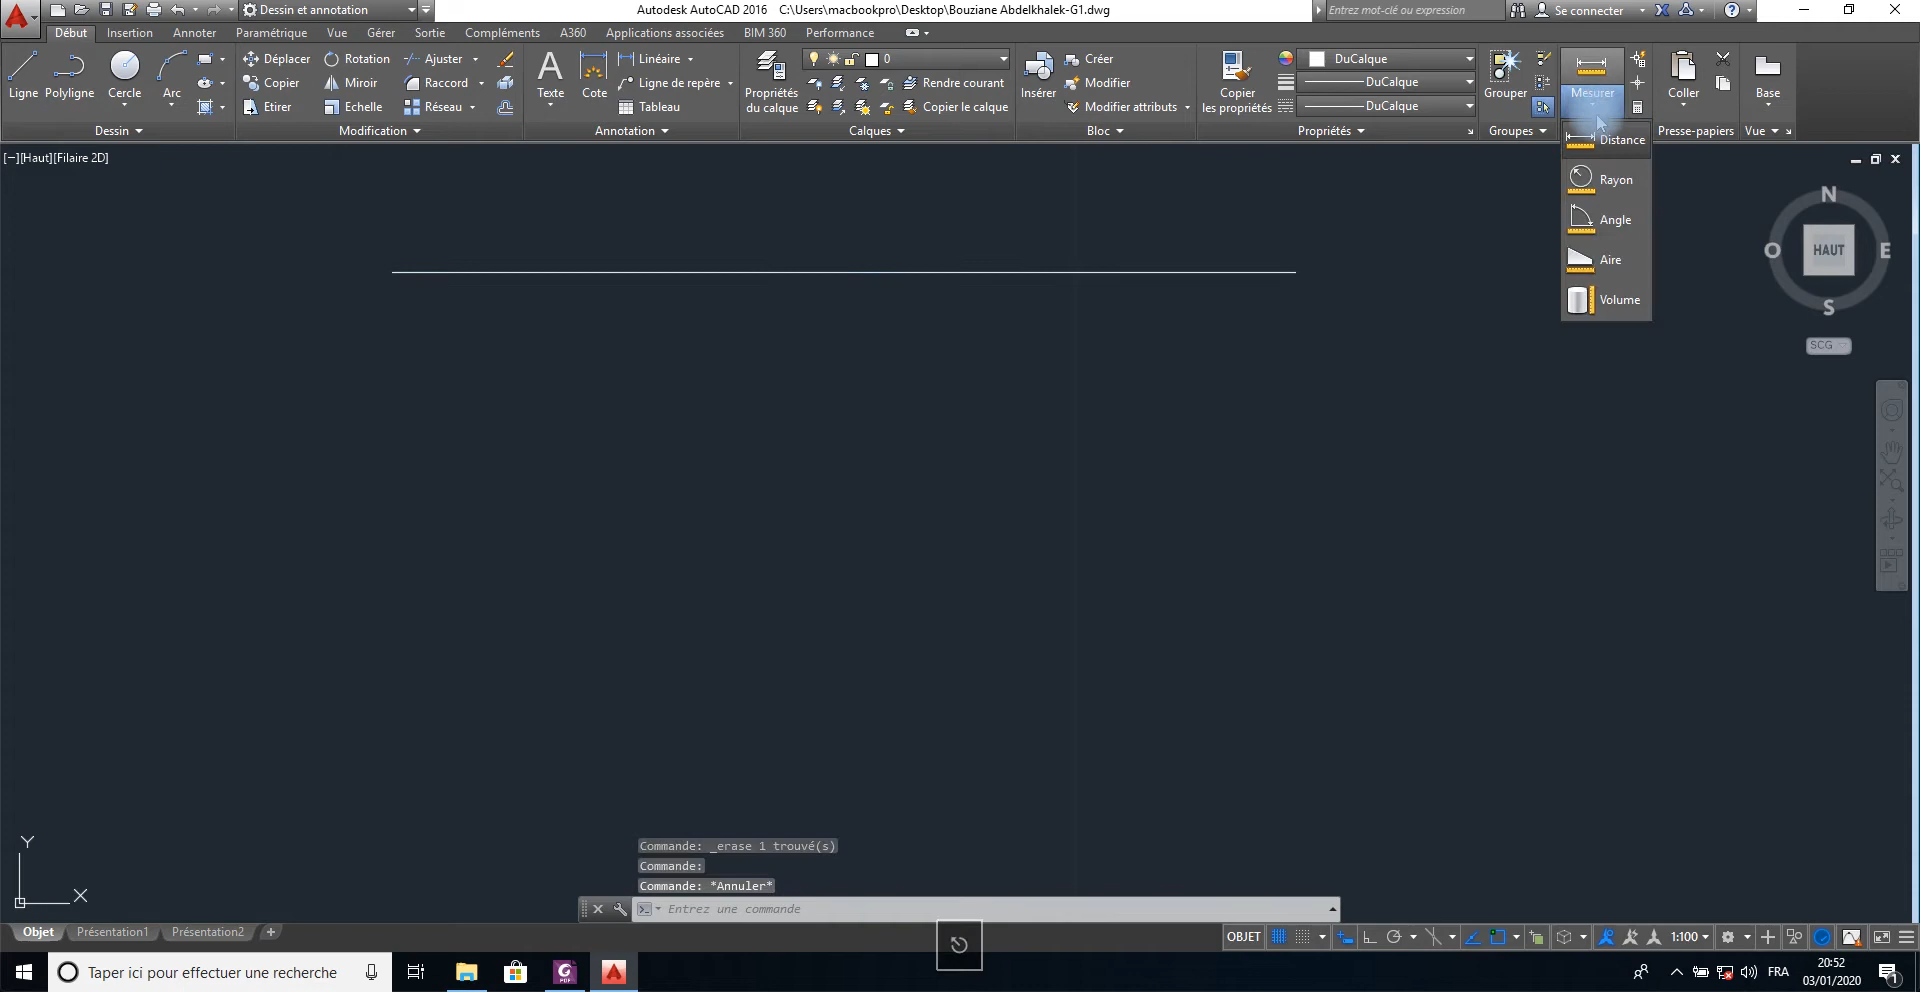 Dessin et annotation
Autodesk AutoCAD 2016 C:\Users\macbookpro\Desktop\Bouziane Abdelkhalek-G1.dwg
Entrez mot-clé ou expression
Se connecter
Début Insertion Annoter Paramétrique Vue Gérer Sortie Compléments A360 Applications associées BIM 360 Performance
Ligne
Polyligne
Cercle
Arc
Déplacer
Rotation
Ajuster
Copier
Miroir
Raccord
Etirer
Echelle
Réseau
A
Texte
Cote
Linéaire
Ligne de repère
Tableau
Propriétés
du calque
0
Rendre courant
Copier le calque
Insérer
Créer
Modifier
Modifier attributs
Copier
les propriétés
DuCalque
DuCalque
DuCalque
Grouper
Mesurer
Coller
Base
Dessin
Modification
Annotation
Calques
Bloc
Propriétés
Groupes
Presse-papiers
Vue
Distance
Rayon
Angle
Aire
Volume
[−][Haut][Filaire 2D]
N
O
HAUT
E
S
SCG
Y
X
Commande: _erase 1 trouvé(s)
Commande:
Commande: *Annuler*
Entrez une commande
Objet Présentation1 Présentation2 +
OBJET
1:100
Taper ici pour effectuer une recherche
G
PDF
FRA
20:52
03/01/2020
1